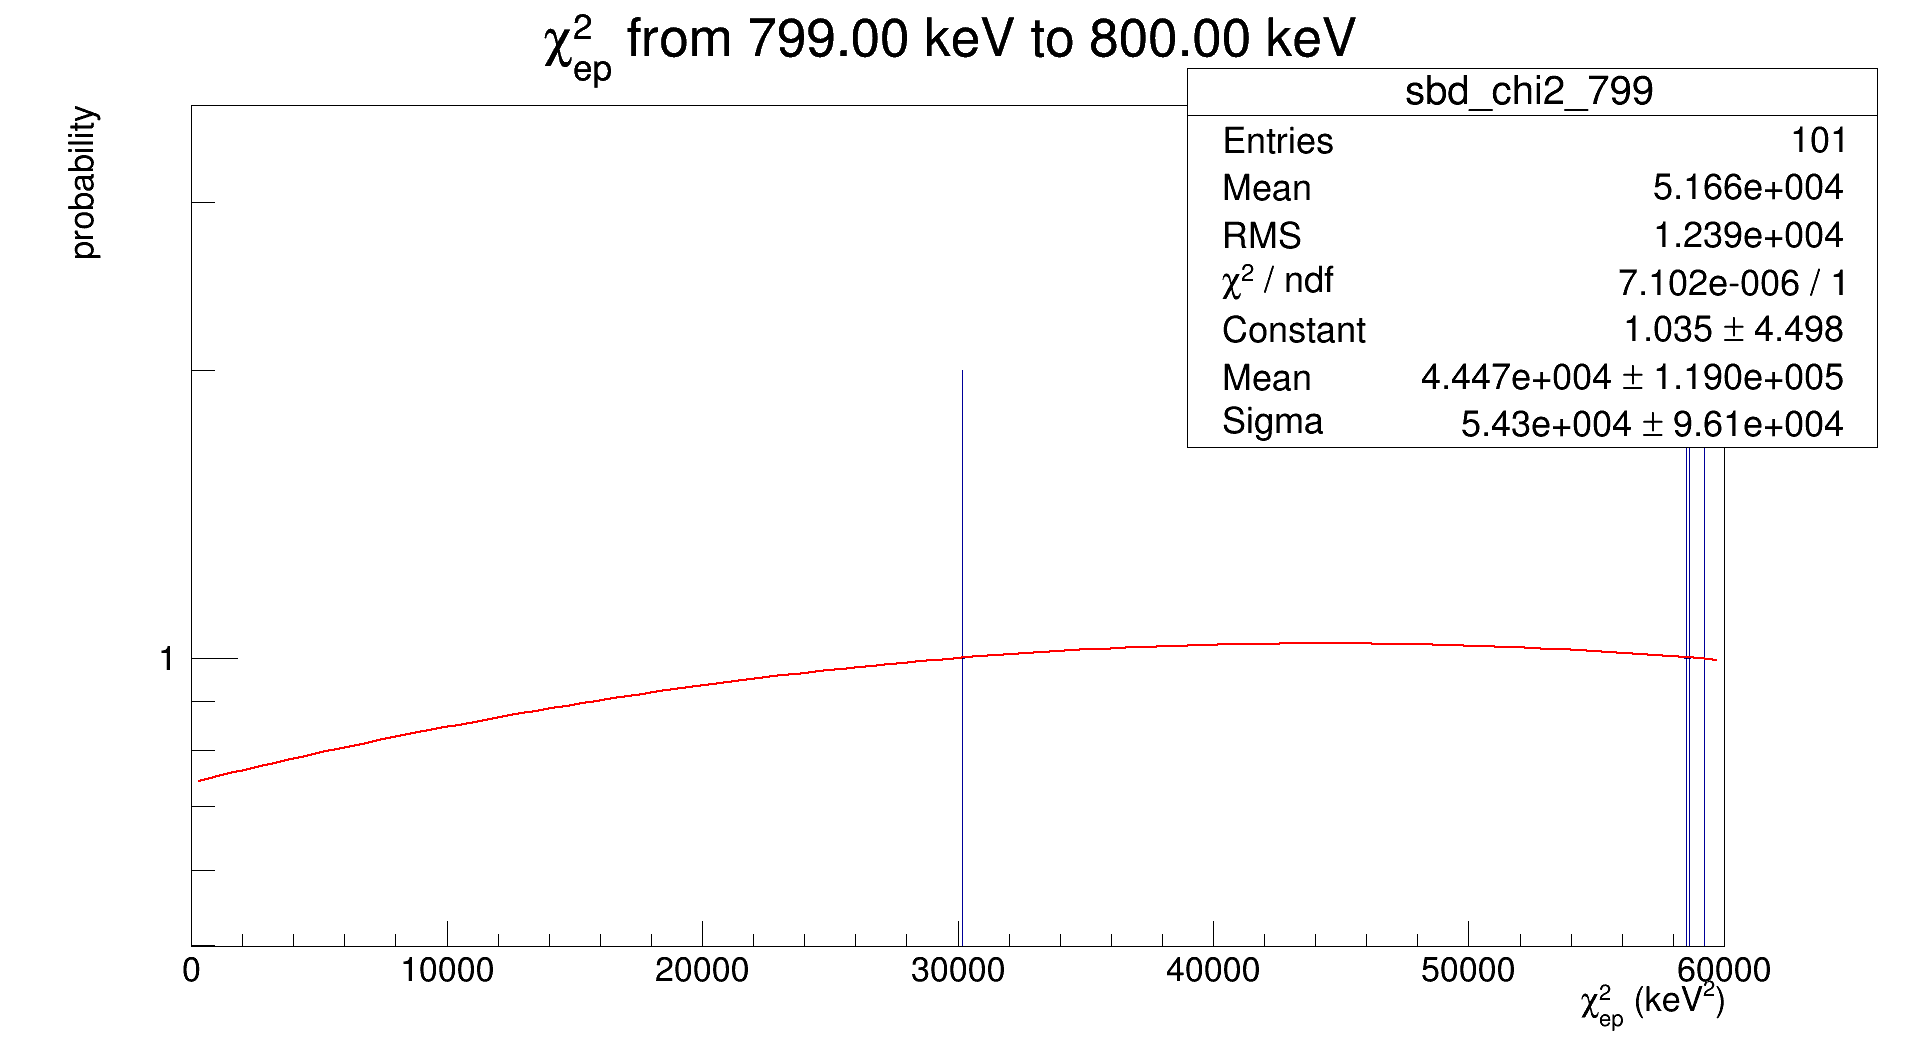 χ²ep from 799.00 keV to 800.00 keV
probability
sbd_chi2_799
Entries 101
Mean 5.166e+004
RMS 1.239e+004
χ² / ndf 7.102e-006 / 1
Constant 1.035 ± 4.498
Mean 4.447e+004 ± 1.190e+005
Sigma 5.43e+004 ± 9.61e+004
1
0 10000 20000 30000 40000 50000 60000
χ²ep (keV²)